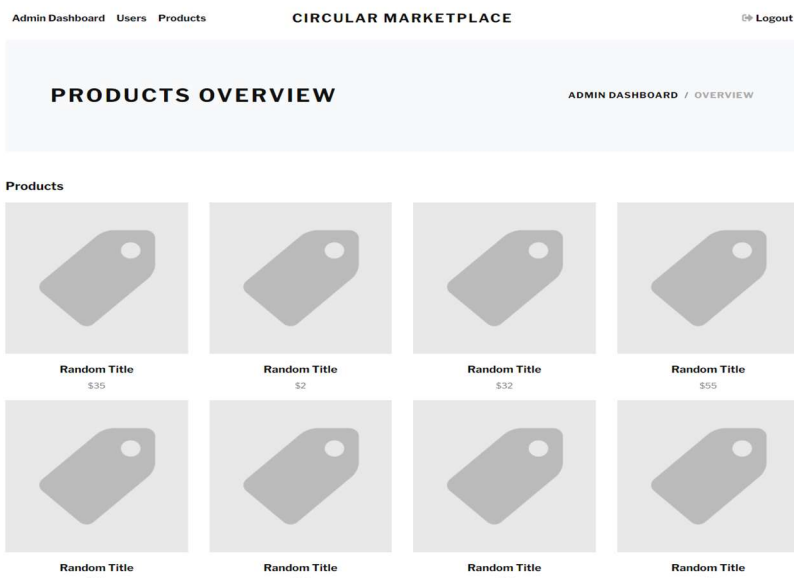 Admin Dashboard Users Products CIRCULAR MARKETPLACE Logout
PRODUCTS OVERVIEW ADMIN DASHBOARD / OVERVIEW
Products
Random Title Random Title Random Title Random Title
$35 $2 $32 $55
Random Title Random Title Random Title Random Title